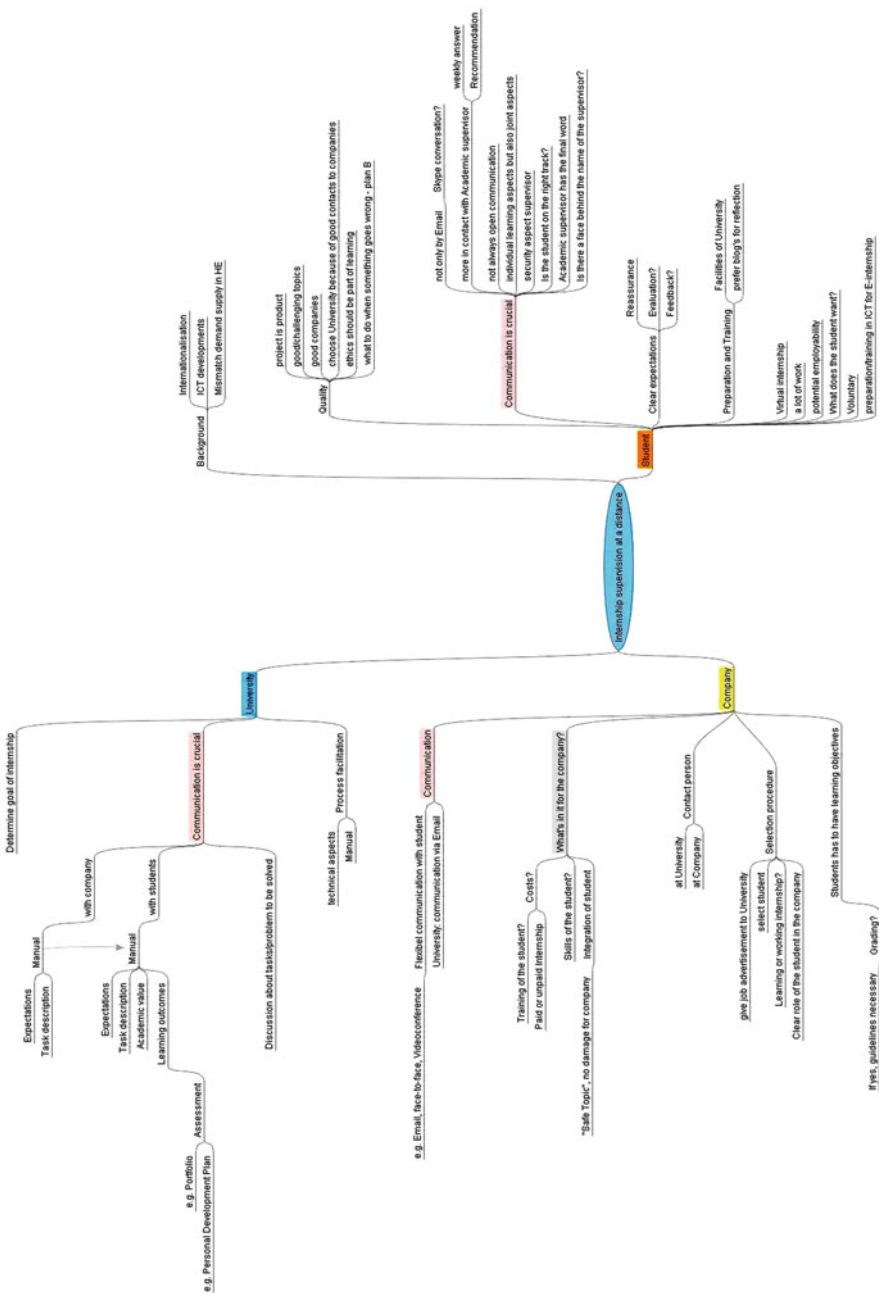 Internship supervision at a distance
Background
Internationalisation
ICT developments
Mismatch demand supply in HE
Student
Quality
project is product
good/challenging topics
good companies
choose University because of good contacts to companies
ethics should be part of learning
what to do when something goes wrong - plan B
Communication is crucial
not only by Email
Skype conversation?
more in contact with Academic supervisor
weekly answer
Recommendation
not always open communication
individual learning aspects but also joint aspects
security aspect supervisor
Is the student on the right track?
Academic supervisor has the final word
Is there a face behind the name of the supervisor?
Clear expectations
Reassurance
Evaluation?
Feedback?
Preparation and Training
Facilities of University
prefer blog's for reflection
Virtual internship
a lot of work
potential employability
What does the student want?
Voluntary
preparation/training in ICT for E-internship
University
Determine goal of internship
Communication is crucial
with company
Manual
Expectations
Task description
with students
Manual
Expectations
Task description
Academic value
Learning outcomes
Assessment
e.g. Portfolio
e.g. Personal Development Plan
Discussion about tasks/problem to be solved
Process facilitation
technical aspects
Manual
Company
Communication
Flexibel communication with student
e.g. Email, face-to-face, Videoconference
University: communication via Email
What's in it for the company?
Costs?
Training of the student?
Paid or unpaid Internship
Skills of the student?
Integration of student
"Safe Topic", no damage for company
Contact person
at University
at Company
Selection procedure
give job advertisement to University
select student
Learning or working internship?
Clear role of the student in the company
Students has to have learning objectives
Grading?
If yes, guidelines necessary